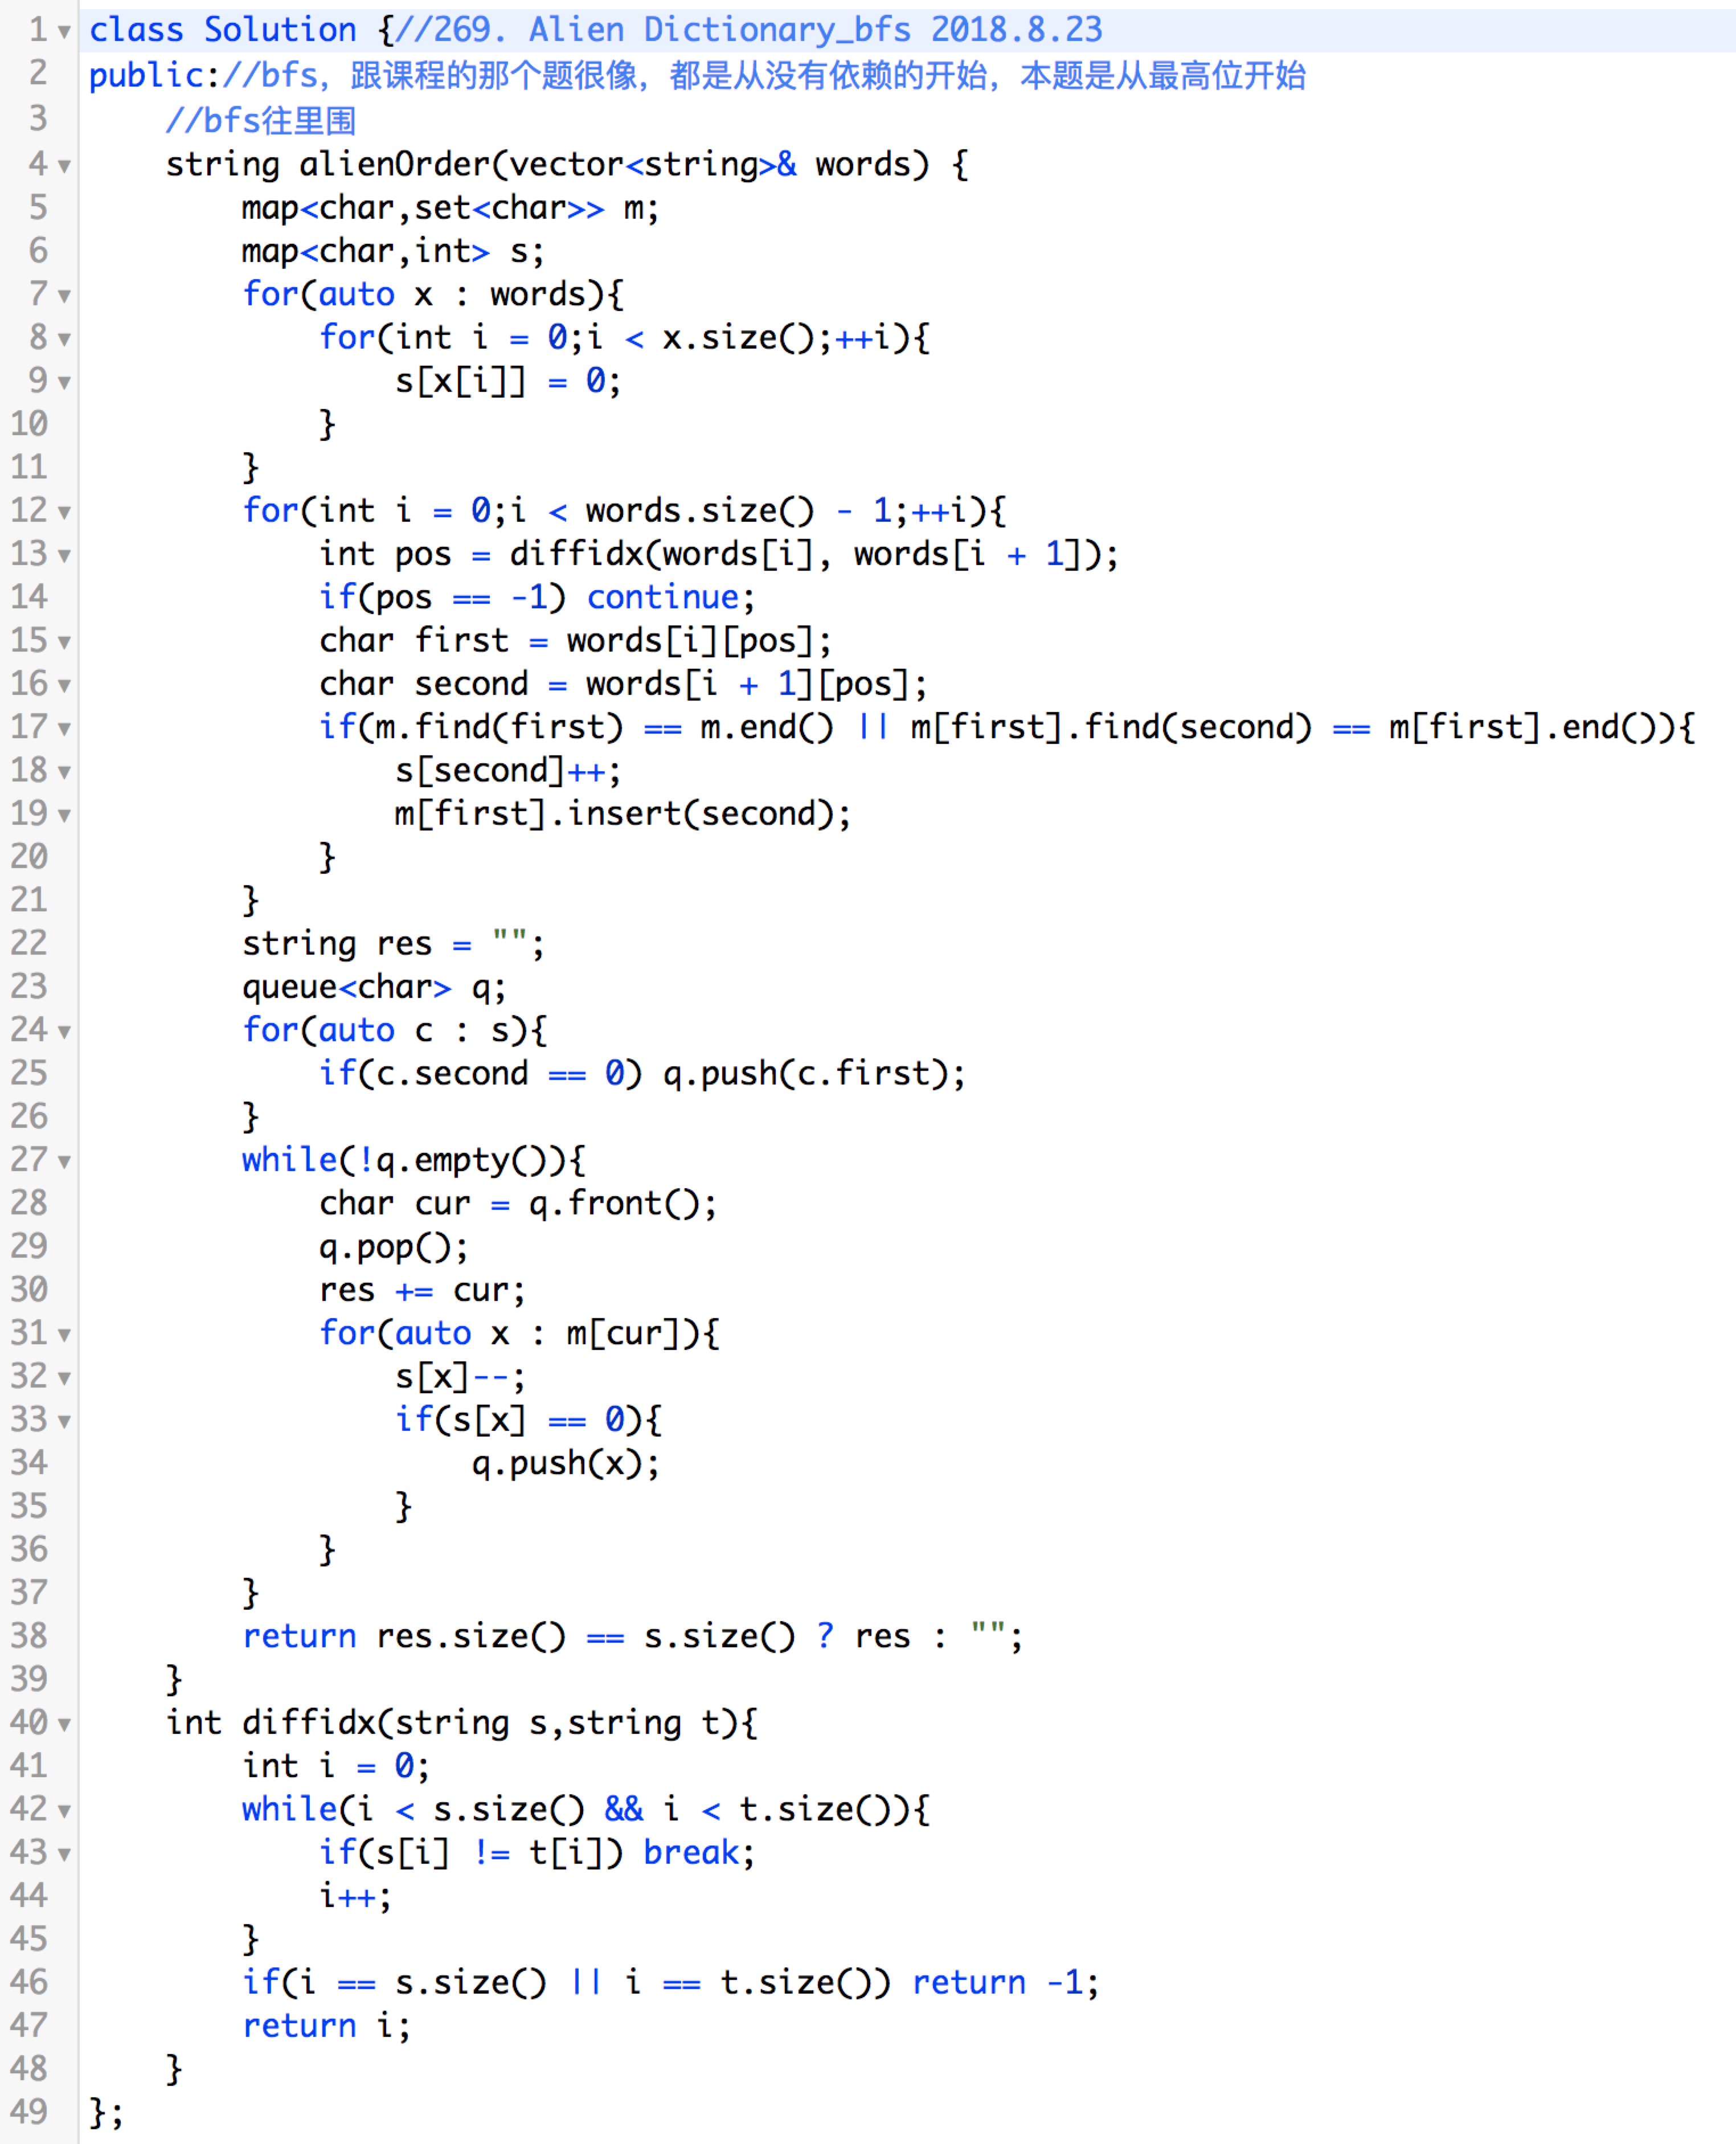 1 class Solution {//269. Alien Dictionary_bfs 2018.8.23
2 public://bfs, 跟课程的那个题很像, 都是从没有依赖的开始, 本题是从最高位开始
3     //bfs往里围
4     string alienOrder(vector<string>& words) {
5         map<char,set<char>> m;
6         map<char,int> s;
7         for(auto x : words){
8             for(int i = 0;i < x.size();++i){
9                 s[x[i]] = 0;
10             }
11         }
12         for(int i = 0;i < words.size() - 1;++i){
13             int pos = diffidx(words[i], words[i + 1]);
14             if(pos == -1) continue;
15             char first = words[i][pos];
16             char second = words[i + 1][pos];
17             if(m.find(first) == m.end() || m[first].find(second) == m[first].end()){
18                 s[second]++;
19                 m[first].insert(second);
20             }
21         }
22         string res = "";
23         queue<char> q;
24         for(auto c : s){
25             if(c.second == 0) q.push(c.first);
26         }
27         while(!q.empty()){
28             char cur = q.front();
29             q.pop();
30             res += cur;
31             for(auto x : m[cur]){
32                 s[x]--;
33                 if(s[x] == 0){
34                     q.push(x);
35                 }
36             }
37         }
38         return res.size() == s.size() ? res : "";
39     }
40     int diffidx(string s,string t){
41         int i = 0;
42         while(i < s.size() && i < t.size()){
43             if(s[i] != t[i]) break;
44             i++;
45         }
46         if(i == s.size() || i == t.size()) return -1;
47         return i;
48     }
49 };